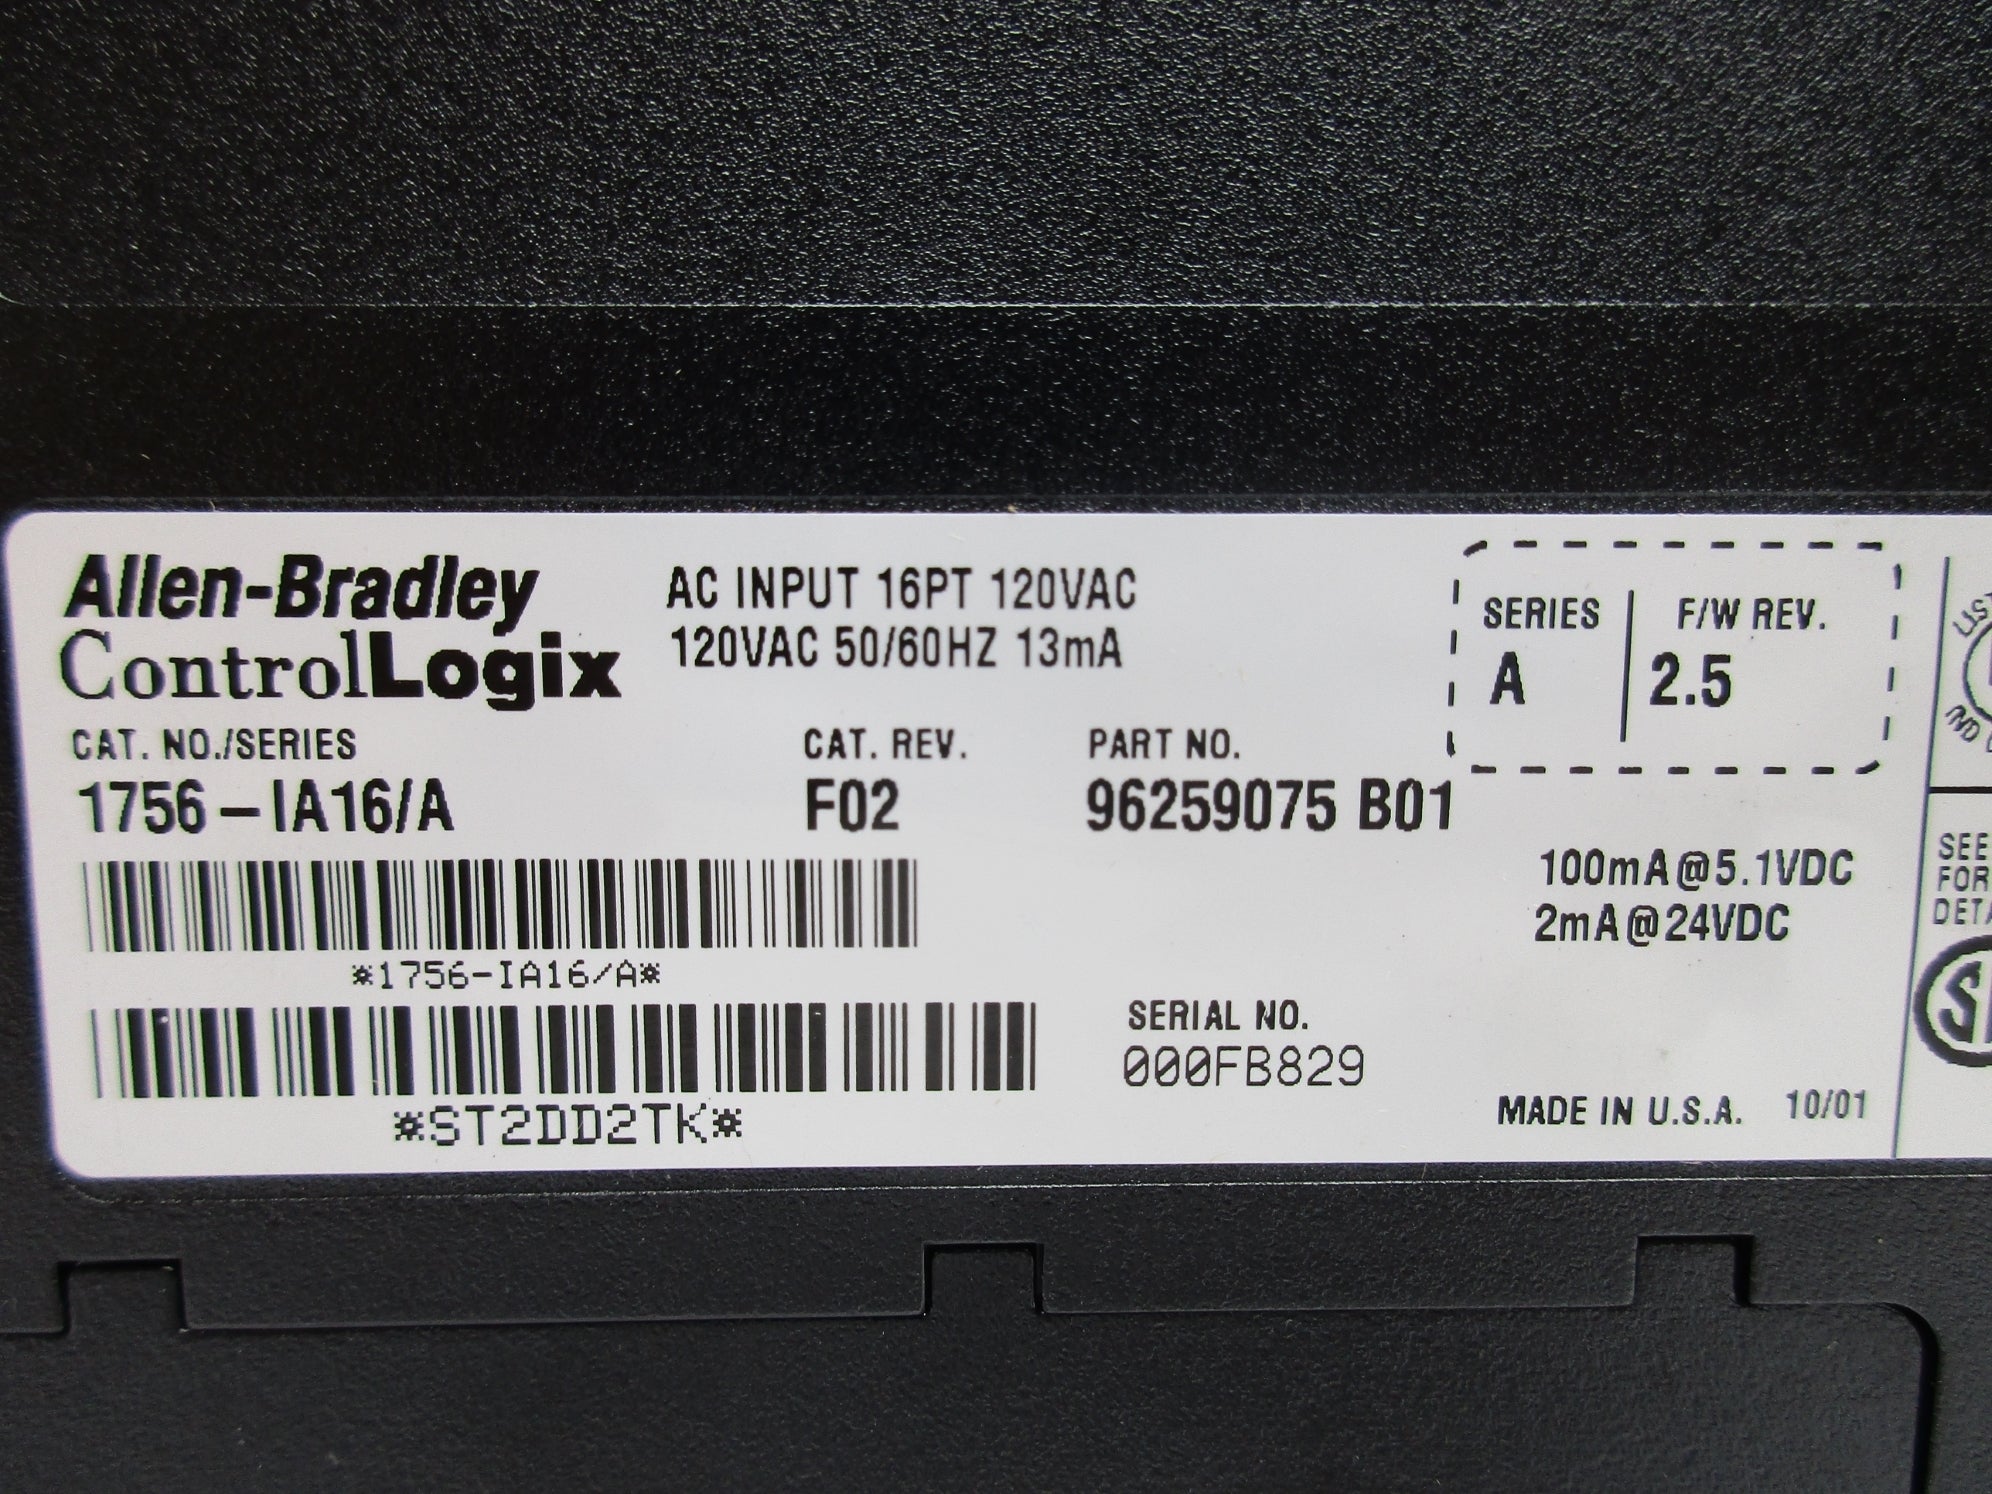 Allen-Bradley
ControlLogix
AC INPUT 16PT 120VAC
120VAC 50/60HZ 13mA
SERIES
A
F/W REV.
2.5
CAT. NO./SERIES
1756-IA16/A
CAT. REV.
F02
PART NO.
96259075 B01
100mA@5.1VDC
2mA@24VDC
*1756-IA16/A*
*ST2DD2TK*
SERIAL NO.
000FB829
MADE IN U.S.A. 10/01
SEE
FOR